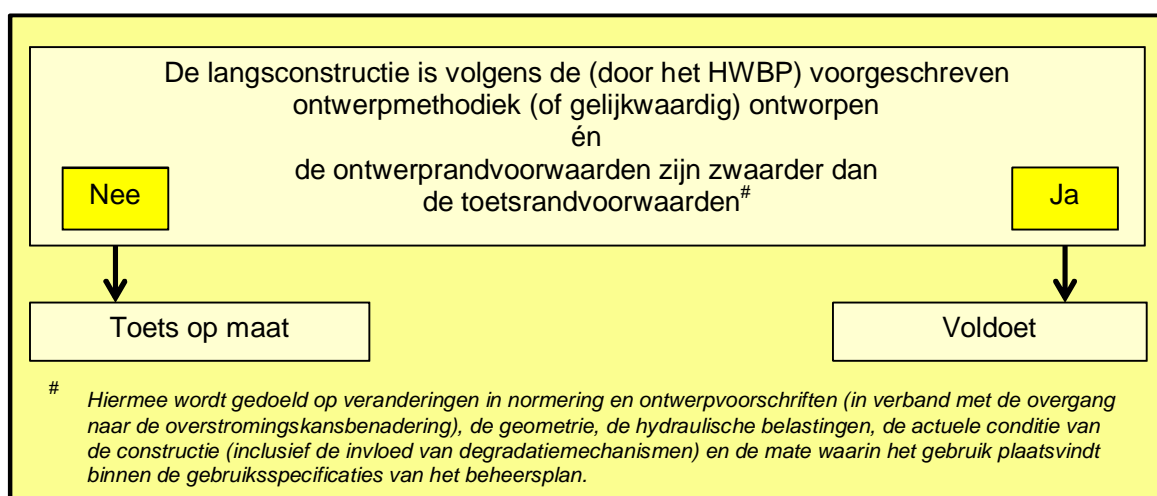 De langsconstructie is volgens de (door het HWBP) voorgeschreven
ontwerpmethodiek (of gelijkwaardig) ontworpen
én
de ontwerprandvoorwaarden zijn zwaarder dan
de toetsrandvoorwaarden#
Nee
Ja
Toets op maat
Voldoet
# Hiermee wordt gedoeld op veranderingen in normering en ontwerpvoorschriften (in verband met de overgang
naar de overstromingskansbenadering), de geometrie, de hydraulische belastingen, de actuele conditie van
de constructie (inclusief de invloed van degradatiemechanismen) en de mate waarin het gebruik plaatsvindt
binnen de gebruiksspecificaties van het beheersplan.